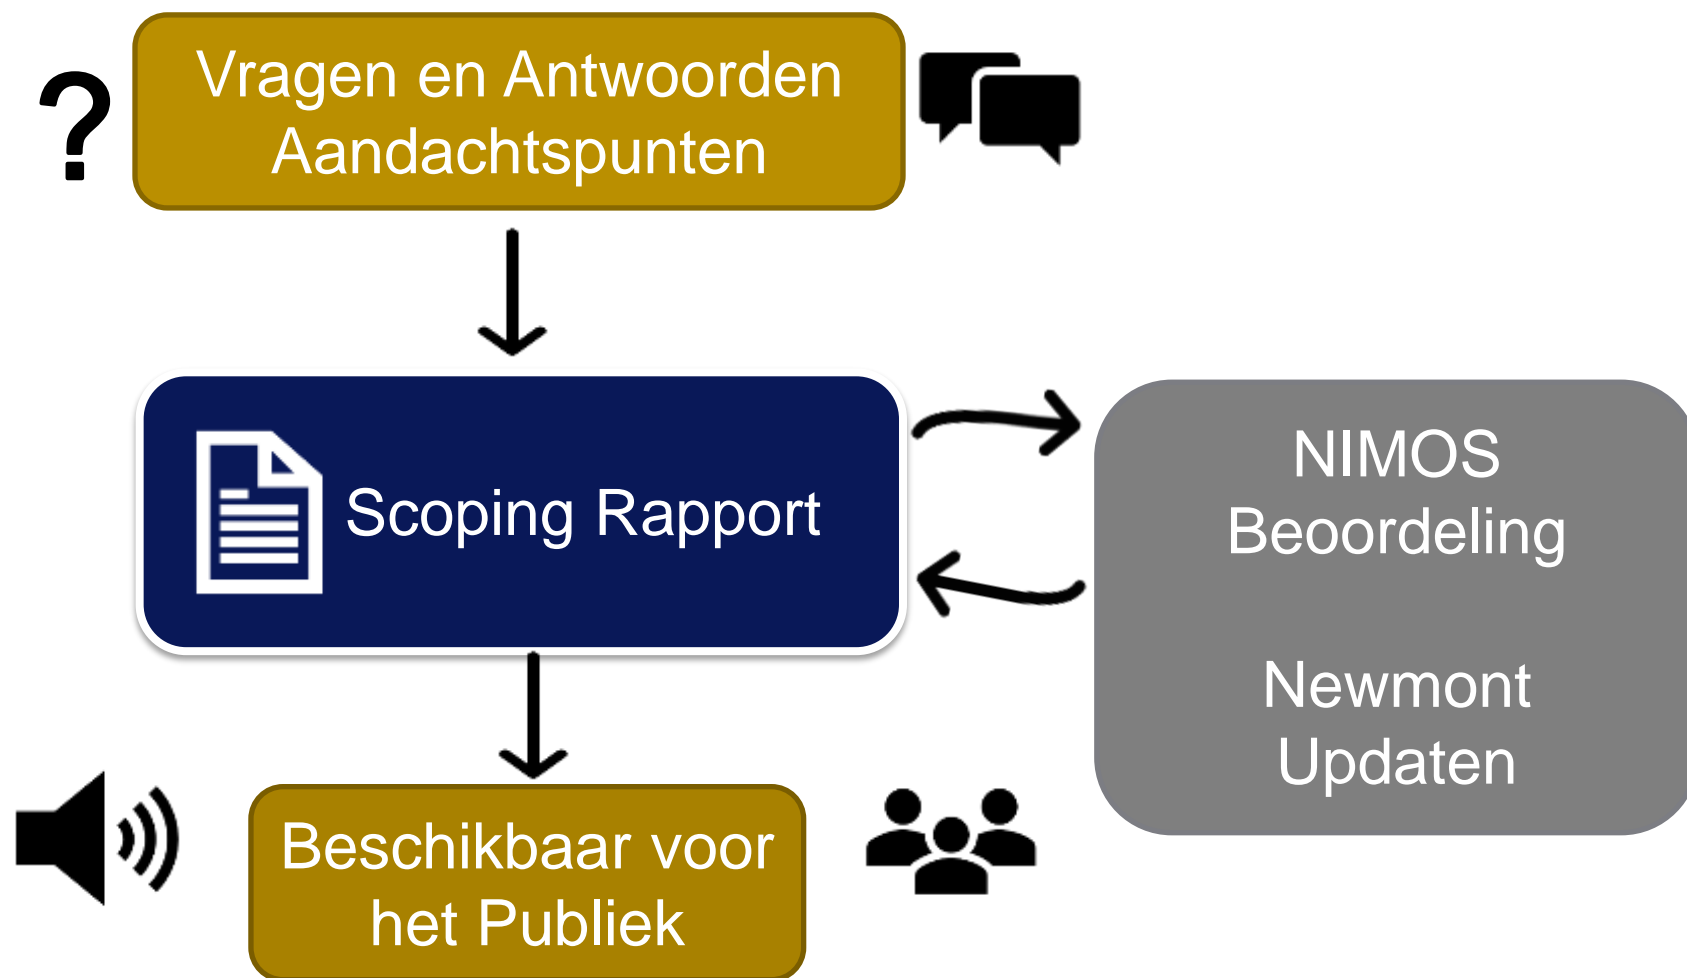 ?
Vragen en Antwoorden
Aandachtspunten
Scoping Rapport
NIMOS
Beoordeling
Newmont
Updaten
Beschikbaar voor
het Publiek